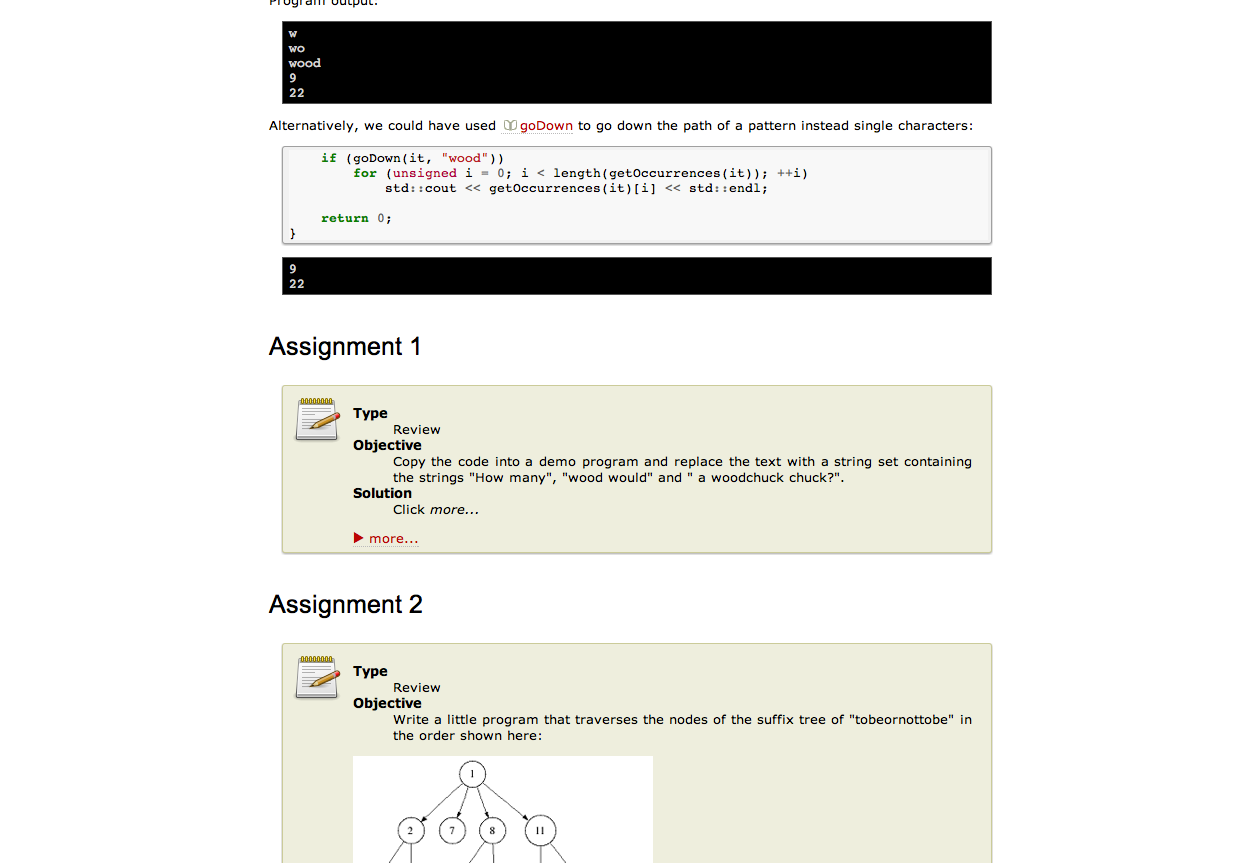 Program output:
w
wo
wood
9
22
Alternatively, we could have used goDown to go down the path of a pattern instead single characters:
    if (goDown(it, "wood"))
        for (unsigned i = 0; i < length(getOccurrences(it)); ++i)
            std::cout << getOccurrences(it)[i] << std::endl;
    return 0;
}
9
22
Assignment 1
Type
Review
Objective
Copy the code into a demo program and replace the text with a string set containing
the strings "How many", "wood would" and " a woodchuck chuck?".
Solution
Click more...
more...
Assignment 2
Type
Review
Objective
Write a little program that traverses the nodes of the suffix tree of "tobeornottobe" in
the order shown here:
1
2 7 8 11